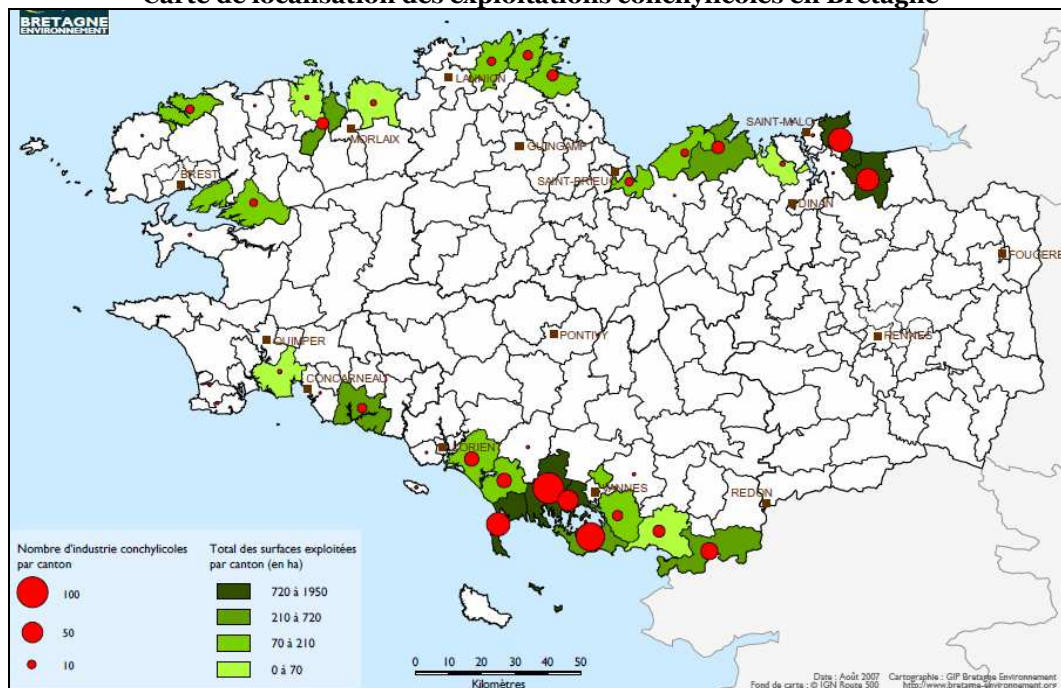 Carte de localisation des exploitations conchylicoles en Bretagne
BRETAGNE
ENVIRONNEMENT
LANNION
MORLAIX
GUINGAMP
SAINT-MALO
BREST
SAINT-BRIEUC
DINAN
FOUGERE
QUIMPER
PONTIVY
RENNES
CONCARNEAU
LORIENT
VANNES
REDON
Nombre d'industrie conchylicoles
par canton
100
50
10
Total des surfaces exploitées
par canton (en ha)
720 à 1950
210 à 720
70 à 210
0 à 70
0 10 20 30 40 50
Kilomètres
Date : Août 2007 Cartographie : GIP Bretagne Environnement
Fond de carte : © IGN Route 500 http://www.bretagne-environnement.org